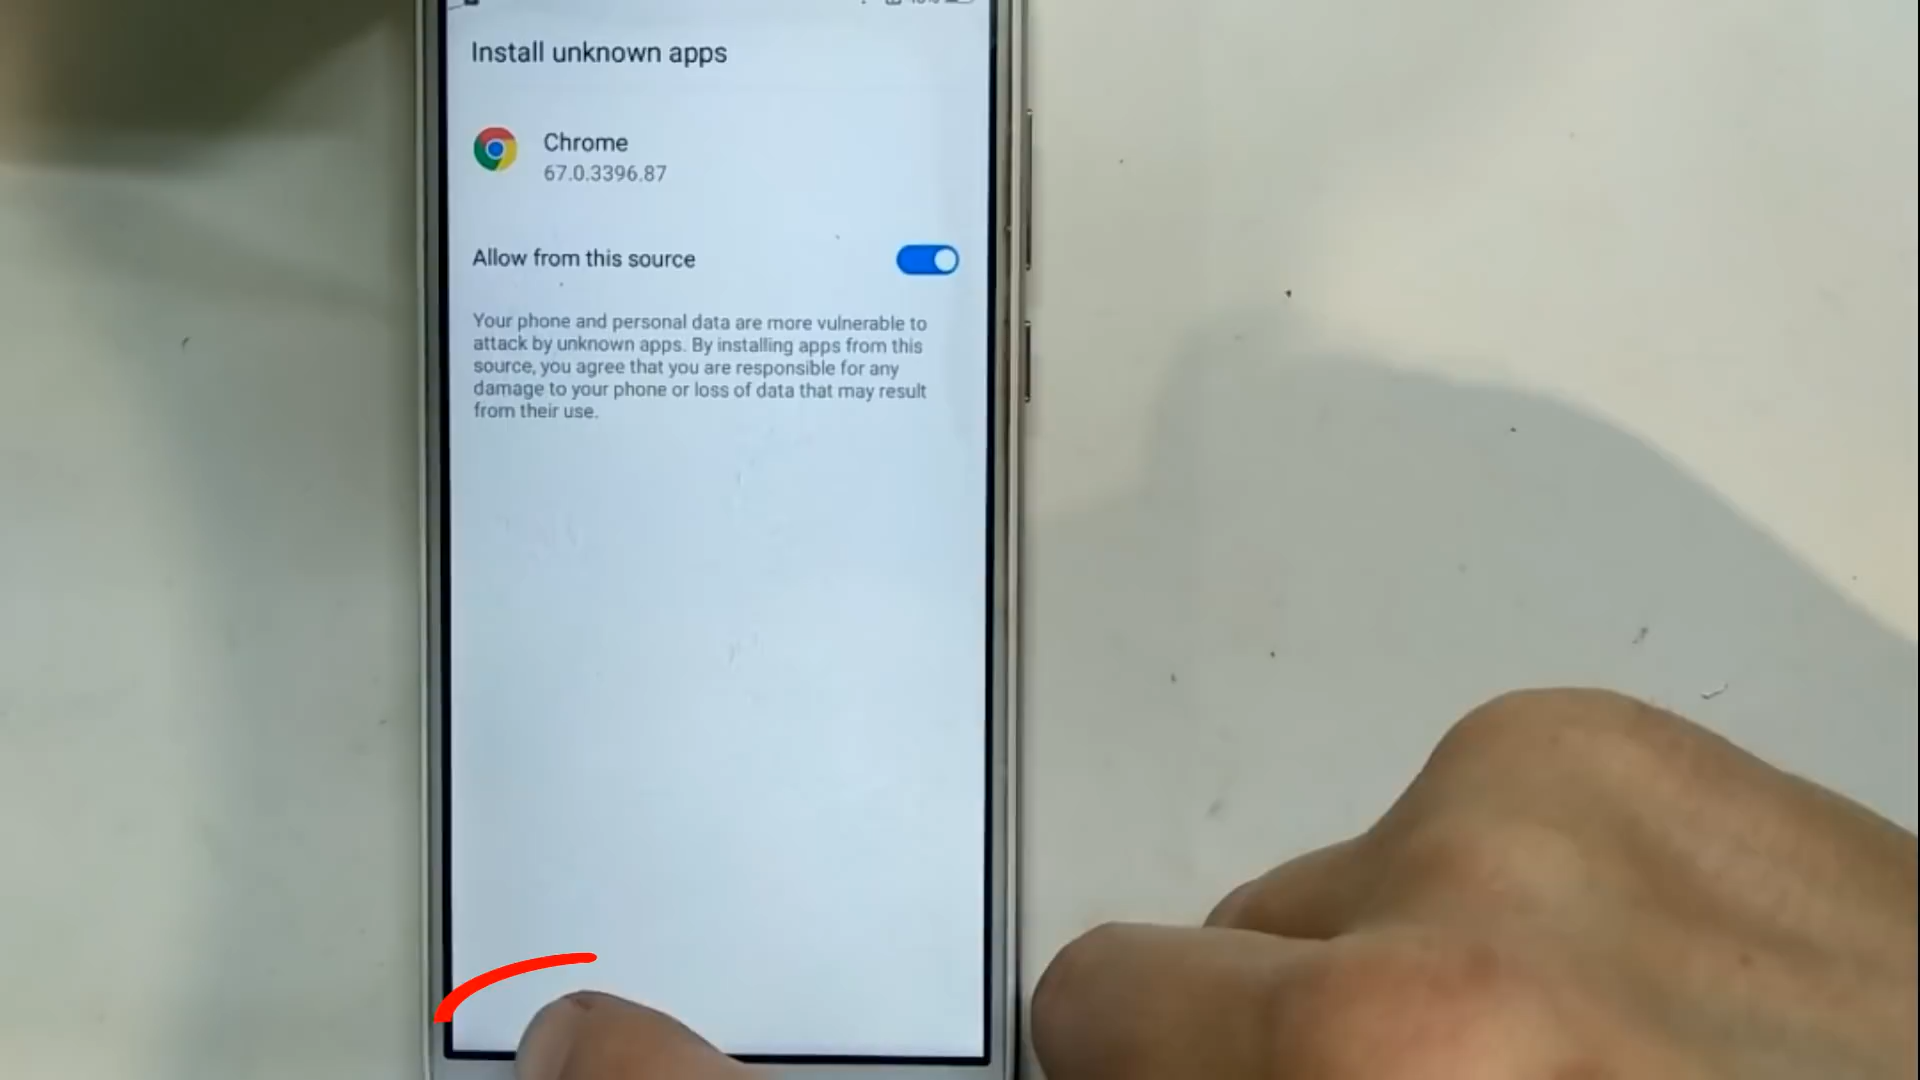 Install unknown apps
Chrome
67.0.3396.87
Allow from this source
Your phone and personal data are more vulnerable to
attack by unknown apps. By installing apps from this
source, you agree that you are responsible for any
damage to your phone or loss of data that may result
from their use.